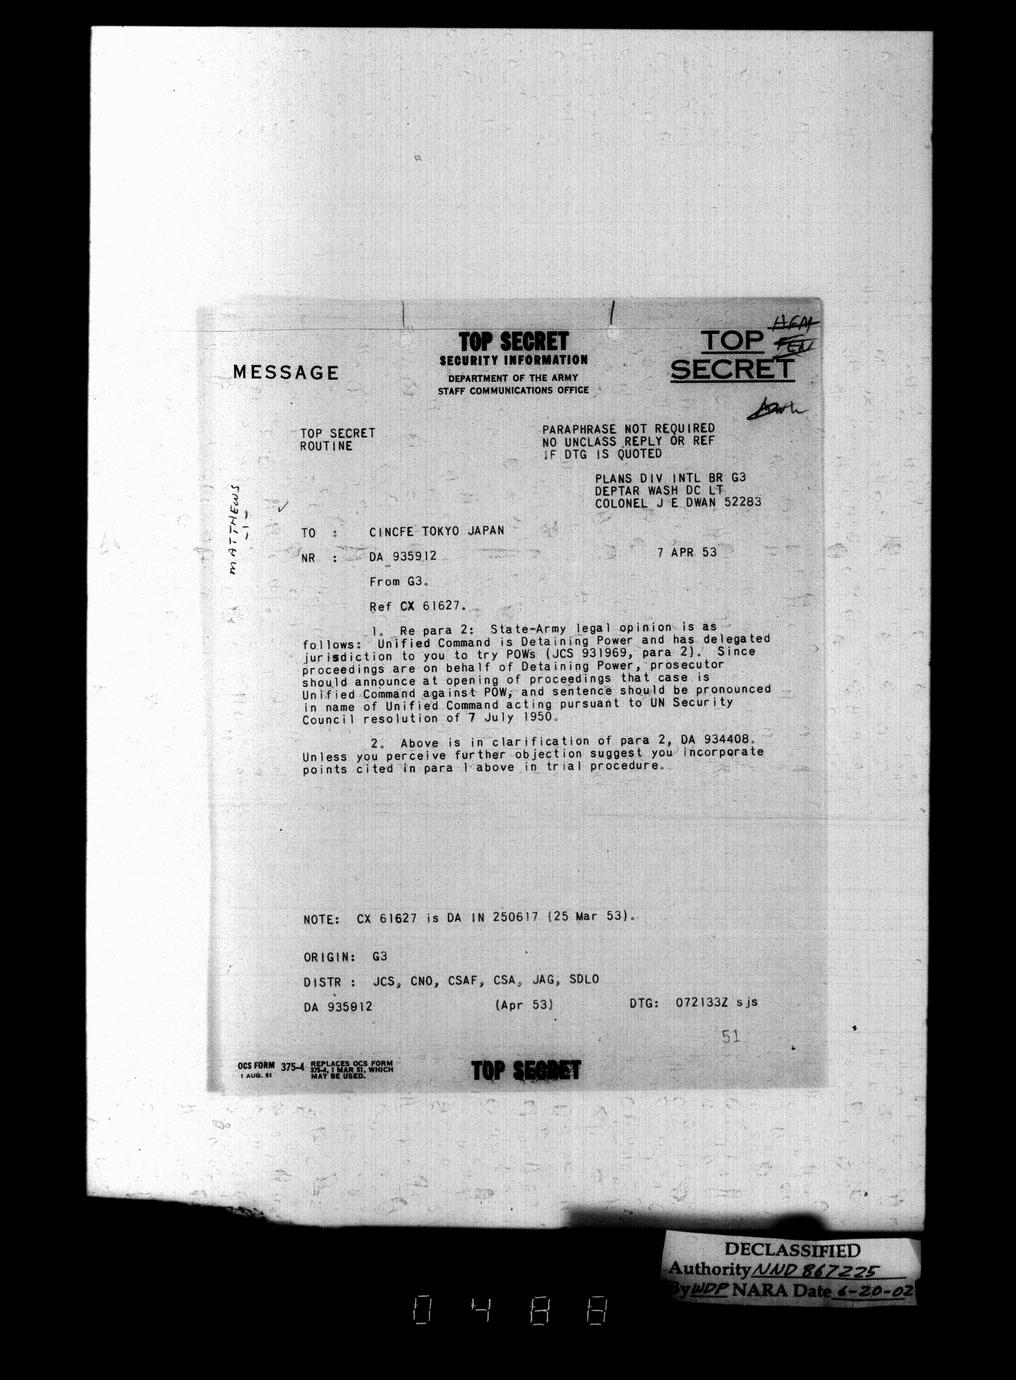 TOP SECRET
SECURITY INFORMATION
DEPARTMENT OF THE ARMY
STAFF COMMUNICATIONS OFFICE
MESSAGE
TOP
SECRET
TOP SECRET
ROUTINE
PARAPHRASE NOT REQUIRED
NO UNCLASS REPLY OR REF
IF DTG IS QUOTED
PLANS DIV INTL BR G3
DEPTAR WASH DC LT
COLONEL J E DWAN 52283
MATTHEWS
-1-
TO : CINCFE TOKYO JAPAN
NR : DA 935912 7 APR 53
From G3.
Ref CX 61627.
1. Re para 2: State-Army legal opinion is as
follows: Unified Command is Detaining Power and has delegated
jurisdiction to you to try POWs (JCS 931969, para 2). Since
proceedings are on behalf of Detaining Power, prosecutor
should announce at opening of proceedings that case is
Unified Command against POW, and sentence should be pronounced
in name of Unified Command acting pursuant to UN Security
Council resolution of 7 July 1950.
2. Above is in clarification of para 2, DA 934408.
Unless you perceive further objection suggest you incorporate
points cited in para 1 above in trial procedure.
NOTE: CX 61627 is DA IN 250617 (25 Mar 53).
ORIGIN: G3
DISTR : JCS, CNO, CSAF, CSA, JAG, SDLO
DA 935912 (Apr 53) DTG: 072133Z sjs
51
OCS FORM 375-4 REPLACES OCS FORM
1 AUG. 51 375-4, 1 MAR 51, WHICH
MAY BE USED.
TOP SECRET
DECLASSIFIED
Authority NND 867225
By WDP NARA Date 6-20-02
0488